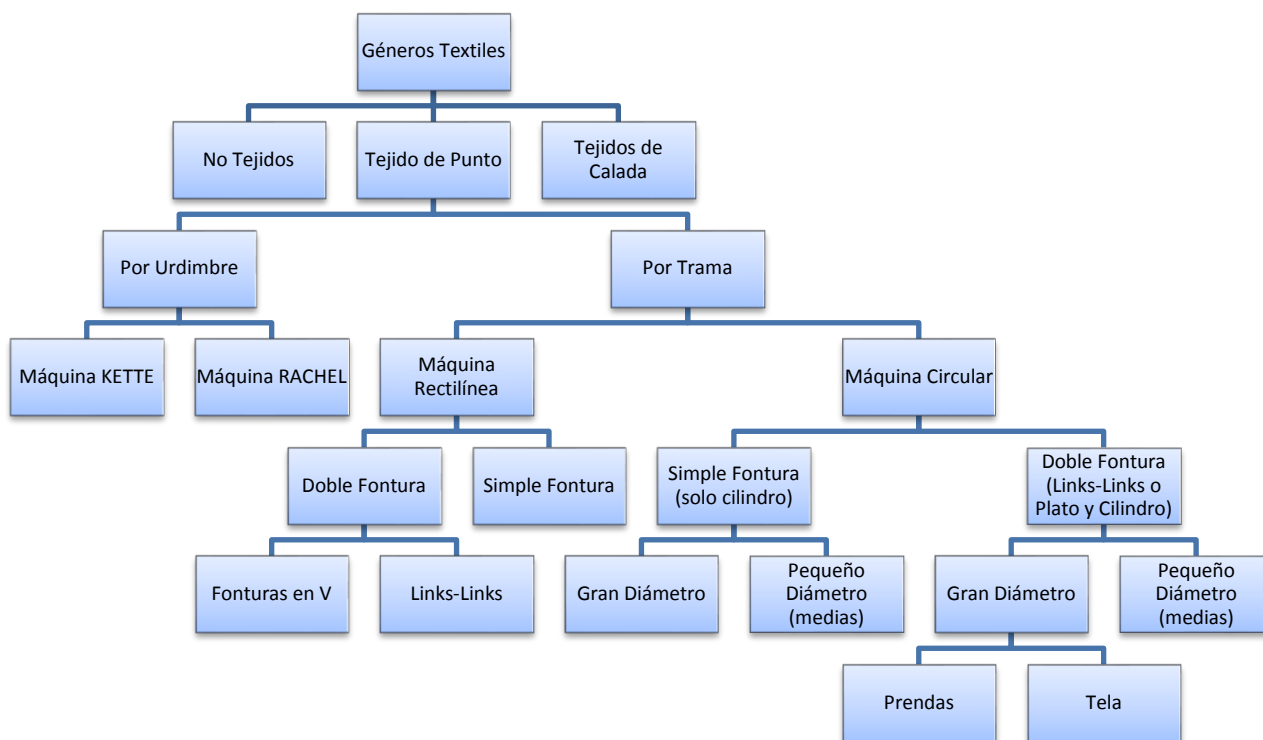 Géneros Textiles
No Tejidos
Tejido de Punto
Tejidos de
Calada
Por Urdimbre
Por Trama
Máquina KETTE
Máquina RACHEL
Máquina
Rectilínea
Máquina Circular
Doble Fontura
Simple Fontura
Simple Fontura
(solo cilindro)
Doble Fontura
(Links-Links o
Plato y Cilindro)
Fonturas en V
Links-Links
Gran Diámetro
Pequeño
Diámetro
(medias)
Gran Diámetro
Pequeño
Diámetro
(medias)
Prendas
Tela